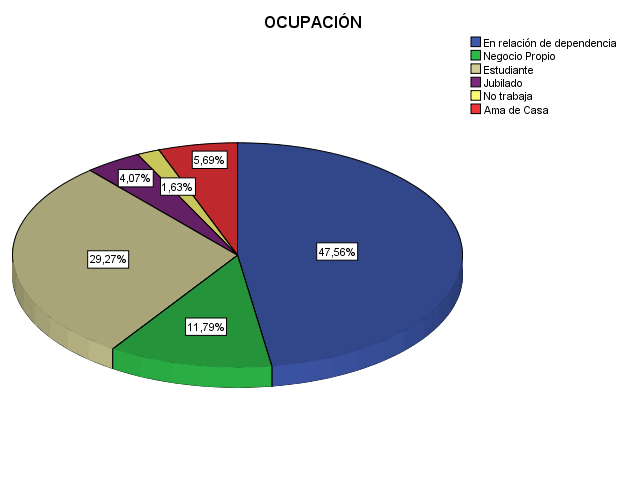 OCUPACIÓN
En relación de dependencia
Negocio Propio
Estudiante
Jubilado
No trabaja
Ama de Casa
5,69%
4,07%
1,63%
47,56%
29,27%
11,79%